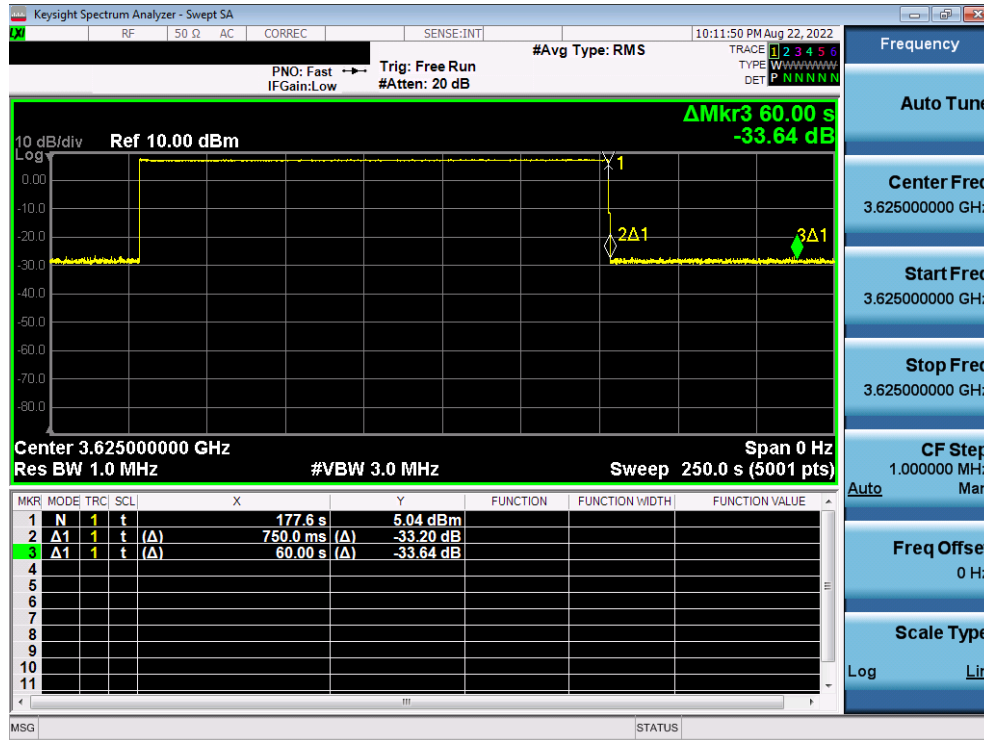 Keysight Spectrum Analyzer - Swept SA
LXI RF 50 Ω AC CORREC SENSE:INT 10:11:50 PM Aug 22, 2022
#Avg Type: RMS TRACE 1 2 3 4 5 6
PNO: Fast Trig: Free Run TYPE WWWWWW
IFGain:Low #Atten: 20 dB DET P N N N N N
ΔMkr3 60.00 s
-33.64 dB
10 dB/div Ref 10.00 dBm
Log
0.00
-10.0
-20.0
-30.0
-40.0
-50.0
-60.0
-70.0
-80.0
1
2Δ1
3Δ1
Center 3.625000000 GHz Span 0 Hz
Res BW 1.0 MHz #VBW 3.0 MHz Sweep 250.0 s (5001 pts)
MKR MODE TRC SCL X Y FUNCTION FUNCTION WIDTH FUNCTION VALUE
1 N 1 t 177.6 s 5.04 dBm
2 Δ1 1 t (Δ) 750.0 ms (Δ) -33.20 dB
3 Δ1 1 t (Δ) 60.00 s (Δ) -33.64 dB
4
5
6
7
8
9
10
11
MSG STATUS
Frequency
Auto Tune
Center Freq
3.625000000 GHz
Start Freq
3.625000000 GHz
Stop Freq
3.625000000 GHz
CF Step
1.000000 MHz
Auto Man
Freq Offset
0 Hz
Scale Type
Log Lin